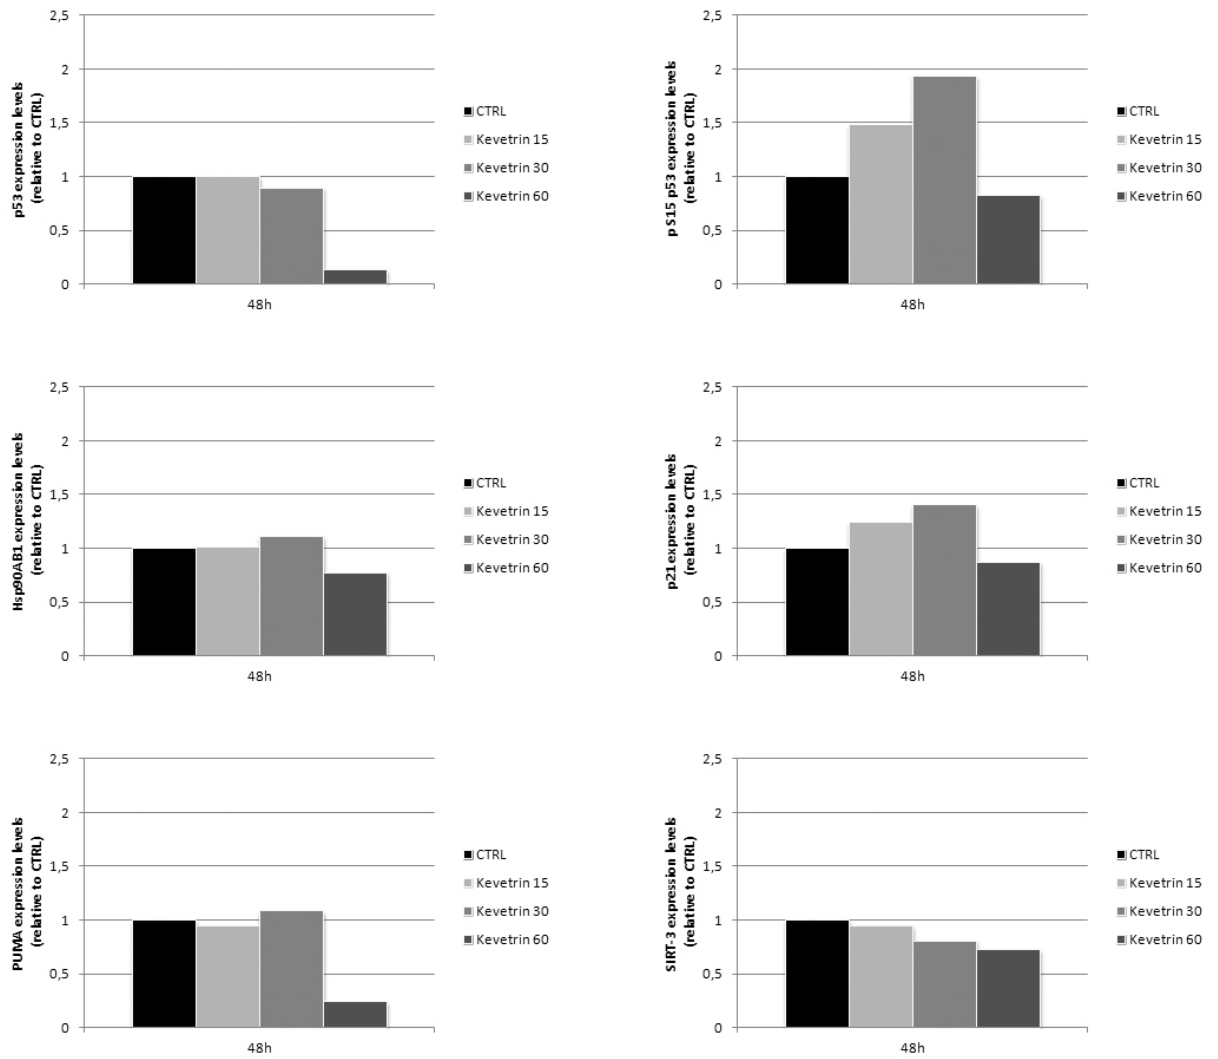 p53 expression levels
(relative to CTRL)
2,5
2
1,5
1
0,5
0
48h
CTRL
Kevetrin 15
Kevetrin 30
Kevetrin 60
pS15 p53 expression levels
(relative to CTRL)
2,5
2
1,5
1
0,5
0
48h
CTRL
Kevetrin 15
Kevetrin 30
Kevetrin 60
Hsp90AB1 expression levels
(relative to CTRL)
2,5
2
1,5
1
0,5
0
48h
CTRL
Kevetrin 15
Kevetrin 30
Kevetrin 60
p21 expression levels
(relative to CTRL)
2,5
2
1,5
1
0,5
0
48h
CTRL
Kevetrin 15
Kevetrin 30
Kevetrin 60
PUMA expression levels
(relative to CTRL)
2,5
2
1,5
1
0,5
0
48h
CTRL
Kevetrin 15
Kevetrin 30
Kevetrin 60
SIRT-3 expression levels
(relative to CTRL)
2,5
2
1,5
1
0,5
0
48h
CTRL
Kevetrin 15
Kevetrin 30
Kevetrin 60